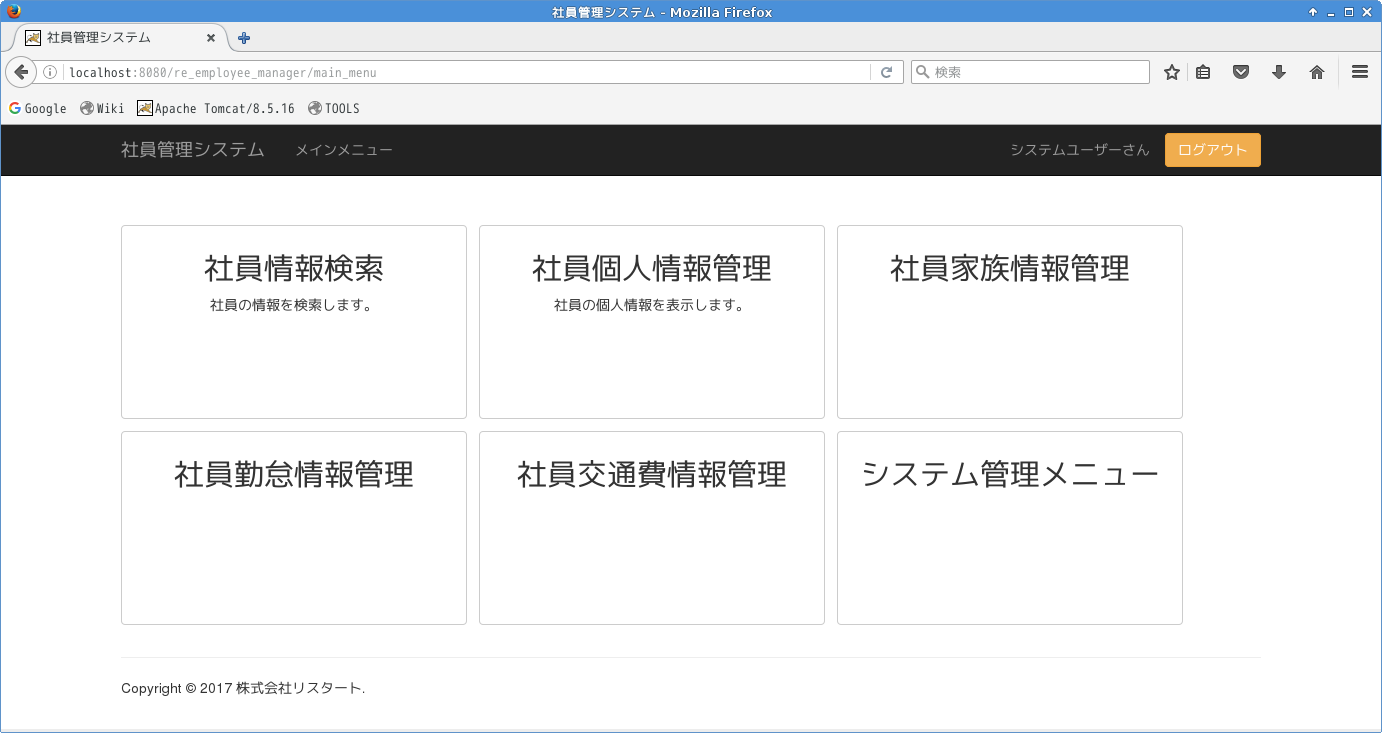 社員管理システム - Mozilla Firefox
社員管理システム
localhost:8080/re_employee_manager/main_menu
検索
Google Wiki Apache Tomcat/8.5.16 TOOLS
社員管理システム メインメニュー システムユーザーさん ログアウト
社員情報検索
社員の情報を検索します。
社員個人情報管理
社員の個人情報を表示します。
社員家族情報管理
社員勤怠情報管理
社員交通費情報管理
システム管理メニュー
Copyright © 2017 株式会社リスタート.